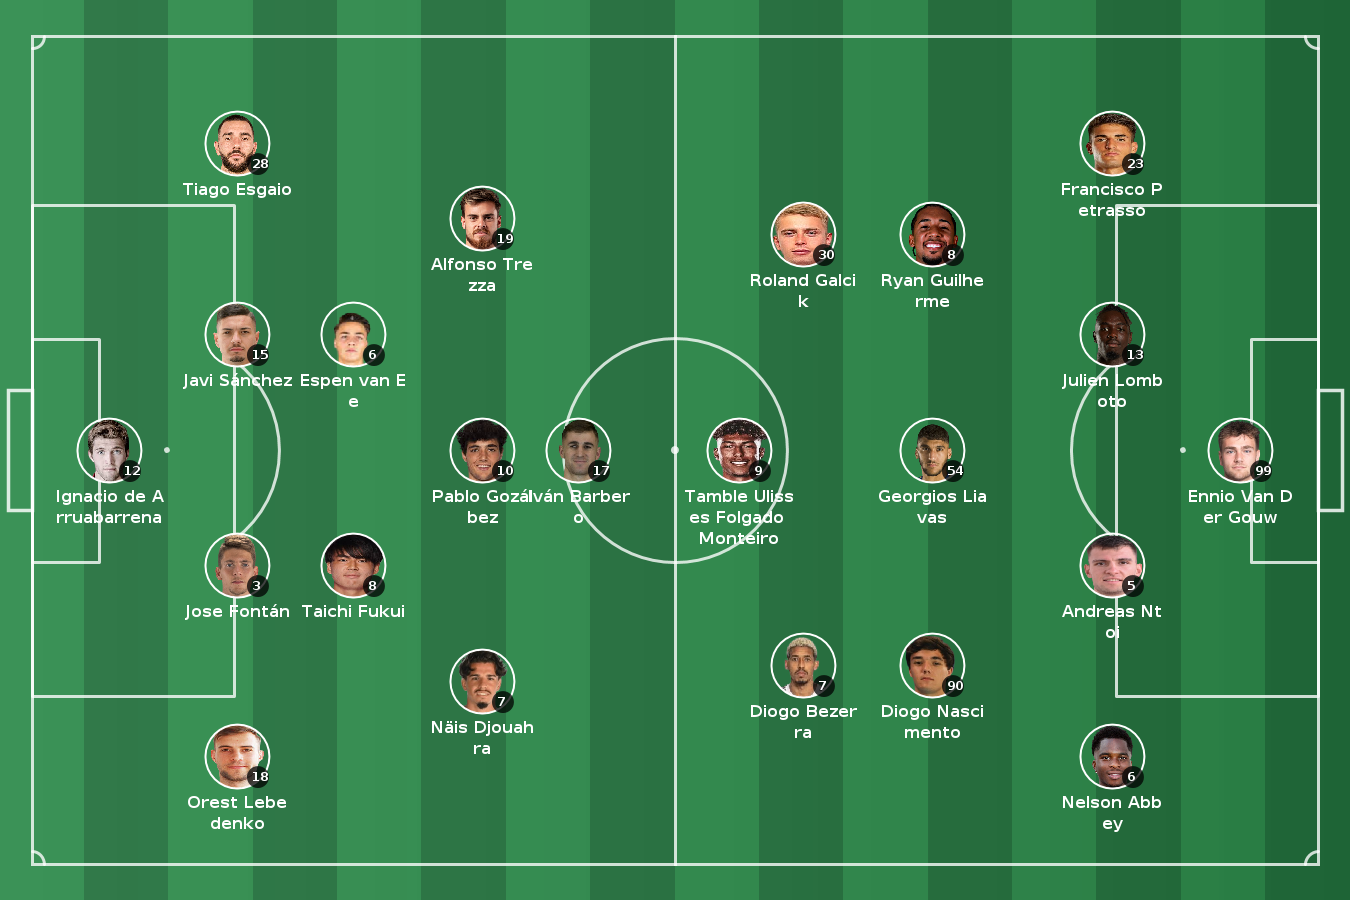 28
Tiago Esgaio
23
Francisco P
etrasso
19
Alfonso Tre
zza
30
Roland Galci
k
8
Ryan Guilhe
rme
15
Javi Sánchez
6
Espen van E
e
13
Julien Lomb
oto
12
Ignacio de A
rruabarrena
10
Pablo Gozál
bez
17
Iván Barber
o
9
Tamble Uliss
es Folgado
Monteiro
54
Georgios Lia
vas
99
Ennio Van D
er Gouw
3
Jose Fontán
8
Taichi Fukui
5
Andreas Nt
oi
7
Näis Djouah
ra
7
Diogo Bezer
ra
90
Diogo Nasci
mento
18
Orest Lebe
denko
6
Nelson Abb
ey